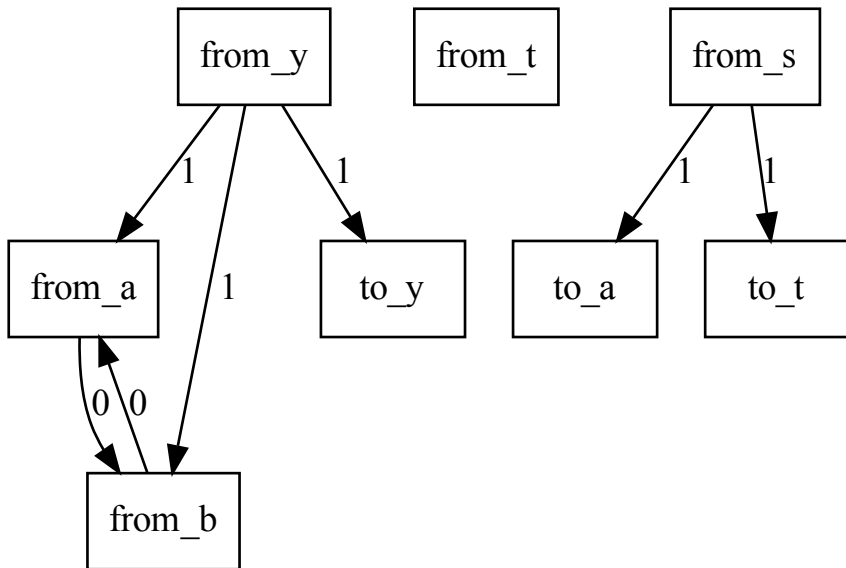 from_y from_t from_s
1 1 1 1
from_a 1 to_y to_a to_t
0 0
from_b